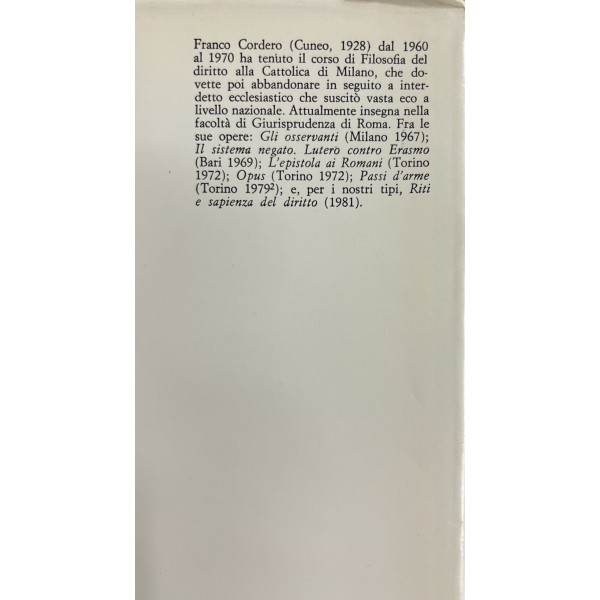 Franco Cordero (Cuneo, 1928) dal 1960
al 1970 ha tenuto il corso di Filosofia del
diritto alla Cattolica di Milano, che do-
vette poi abbandonare in seguito a inter-
detto ecclesiastico che suscitò vasta eco a
livello nazionale. Attualmente insegna nella
facoltà di Giurisprudenza di Roma. Fra le
sue opere: Gli osservanti (Milano 1967);
Il sistema negato. Lutero contro Erasmo
(Bari 1969); L'epistola ai Romani (Torino
1972); Opus (Torino 1972); Passi d'arme
(Torino 1979²); e, per i nostri tipi, Riti
e sapienza del diritto (1981).